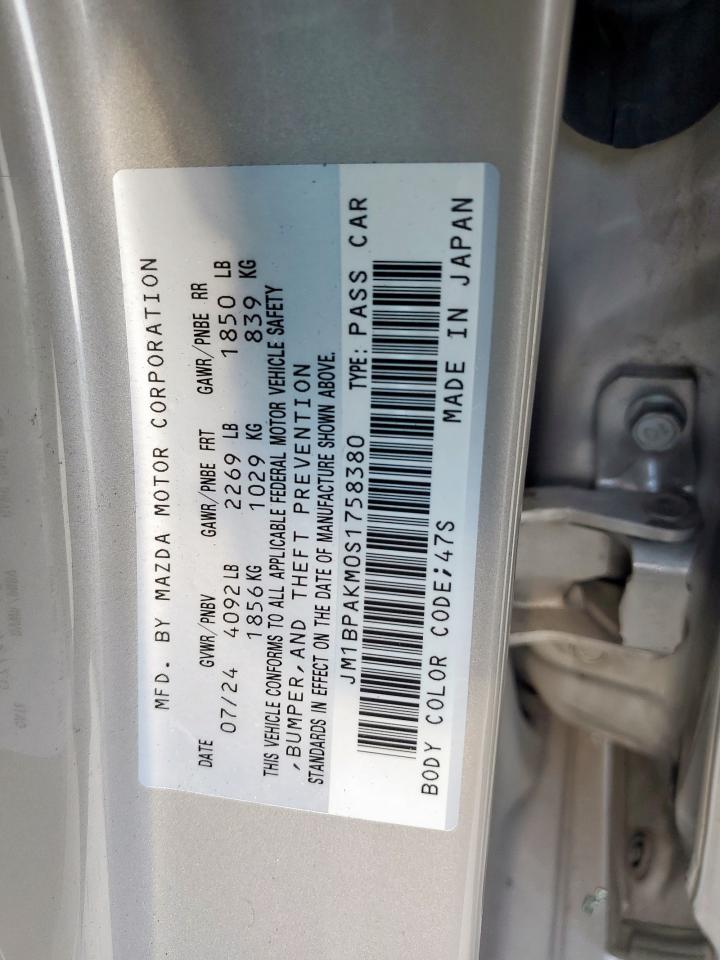 MFD. BY MAZDA MOTOR CORPORATION
DATE GVWR/PNBV GAWR/PNBE FRT GAWR/PNBE RR
07/24 4092LB 2269 LB 1850 LB
1856KG 1029 KG 839 KG
THIS VEHICLE CONFORMS TO ALL APPLICABLE FEDERAL MOTOR VEHICLE SAFETY
,BUMPER,AND THEFT PREVENTION
STANDARDS IN EFFECT ON THE DATE OF MANUFACTURE SHOWN ABOVE.
JM1BPAKM0S1758380 TYPE: PASS CAR
BODY COLOR CODE;47S MADE IN JAPAN